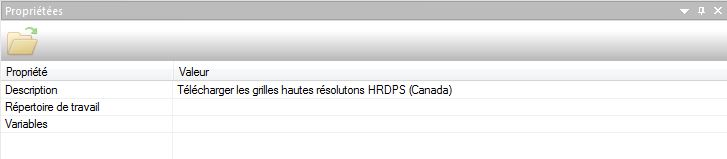 Propriétées
Propriété Valeur
Description Télécharger les grilles hautes résolutons HRDPS (Canada)
Répertoire de travail
Variables